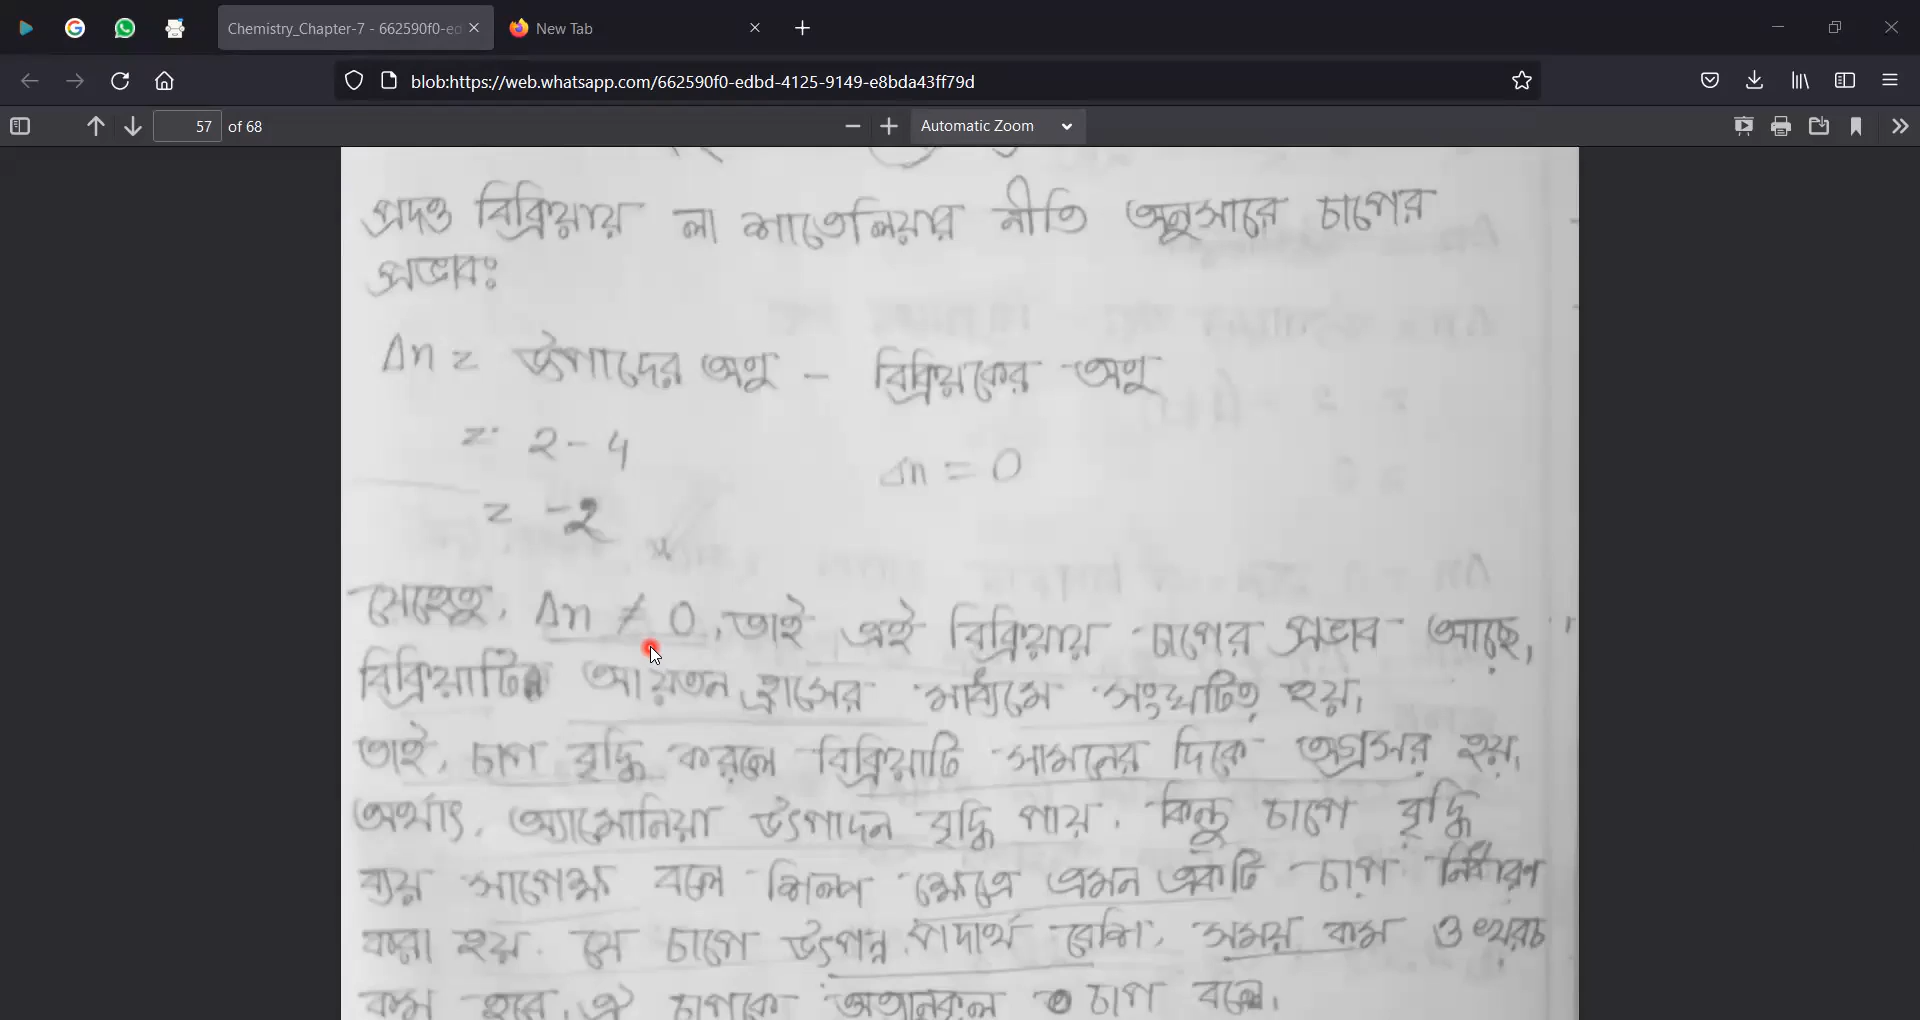 Chemistry_Chapter-7 - 662590f0-ed
New Tab
blob:https://web.whatsapp.com/662590f0-edbd-4125-9149-e8bda43ff79d
57 of 68
Automatic Zoom
প্রদত্ত বিক্রিয়ায় লা শাতেলিয়ার নীতি অনুসারে চাপের
প্রভাবঃ
Δn = উৎপাদের অণু - বিক্রিয়কের অণু
= 2 - 4
Δn = 0
= -2
যেহেতু, Δn ≠ 0, তাই এই বিক্রিয়ায় চাপের প্রভাব আছে,
বিক্রিয়াটির আয়তন হ্রাসের মাধ্যমে সংঘটিত হয়।
তাই, চাপ বৃদ্ধি করলে বিক্রিয়াটি সামনের দিকে অগ্রসর হয়,
অর্থাৎ, অ্যামোনিয়া উৎপাদন বৃদ্ধি পায়. কিন্তু চাপে বৃদ্ধি
ব্যয় সাপেক্ষ বলে শিল্প ক্ষেত্রে এমন একটি চাপ নির্ধারণ
করা হয়. যে চাপে উৎপন্ন পদার্থ বেশি, সময় কম ও খরচ
কম হবে, ঐ চাপকে অত্যানুকূল চাপ বলে।